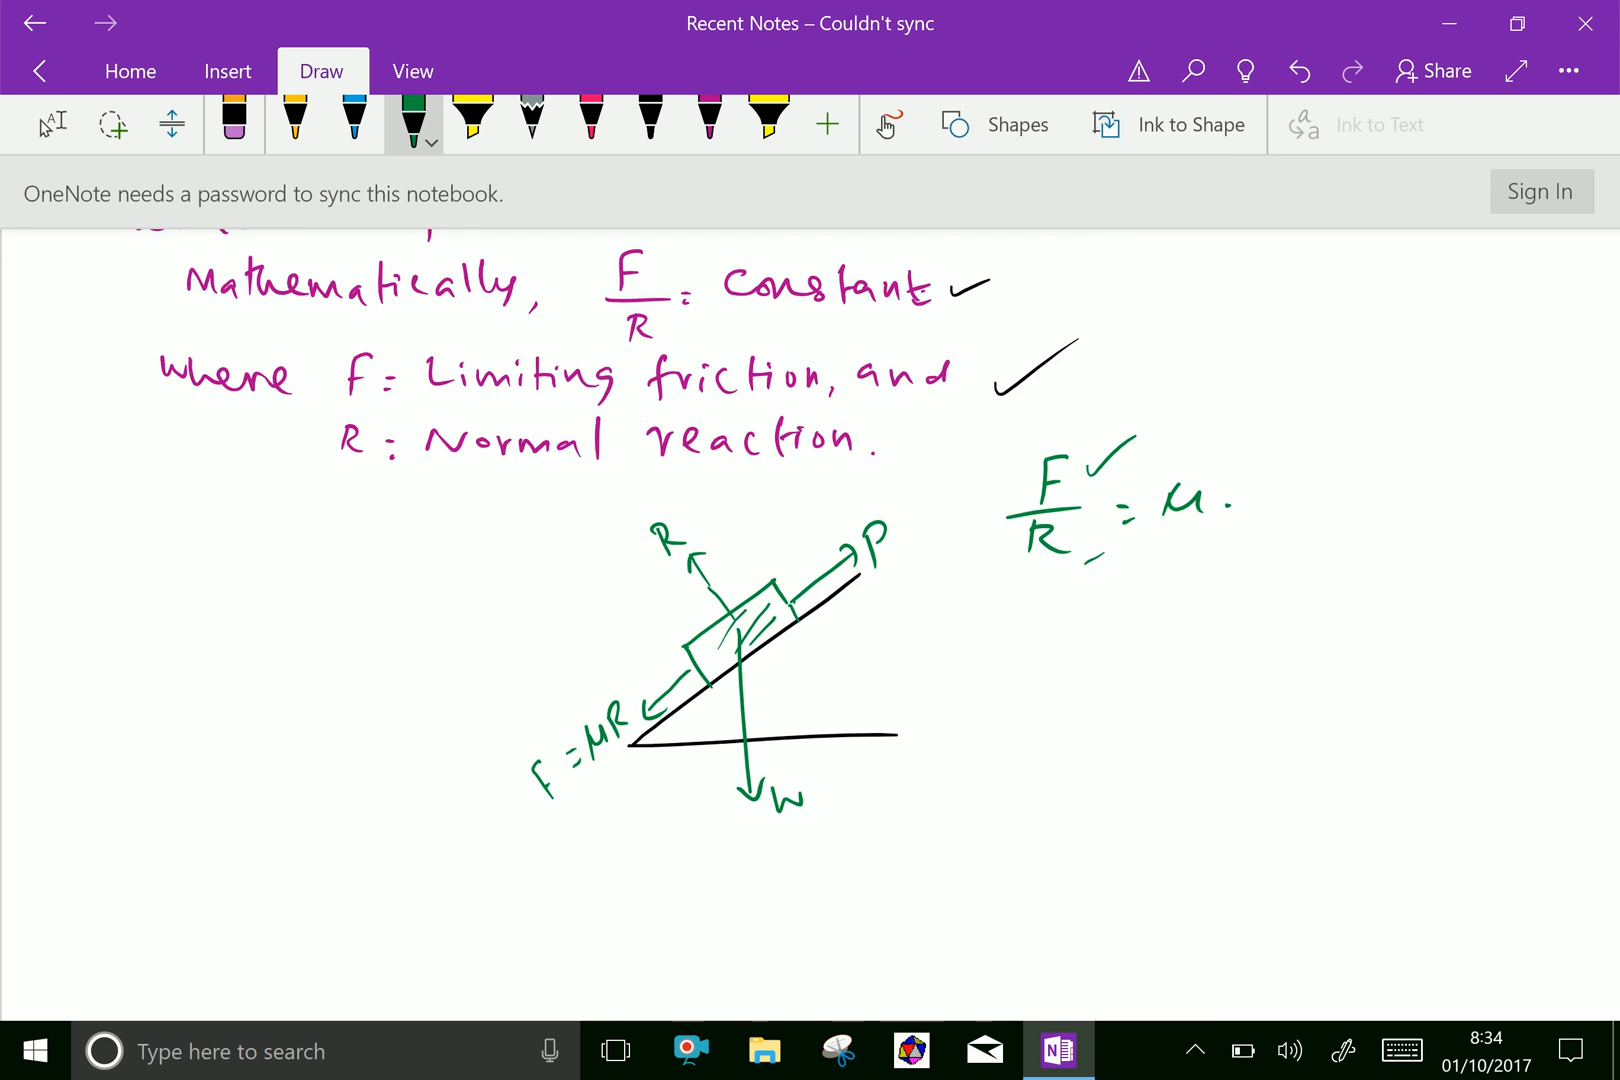 Recent Notes – Couldn't sync
Home Insert Draw View Share
Shapes Ink to Shape Ink to Text
OneNote needs a password to sync this notebook.
Sign In
Mathematically, F/R = constant
where F = Limiting friction, and
R = Normal reaction.
F/R = μ.
R
P
F = μR
W
Type here to search
8:34
01/10/2017